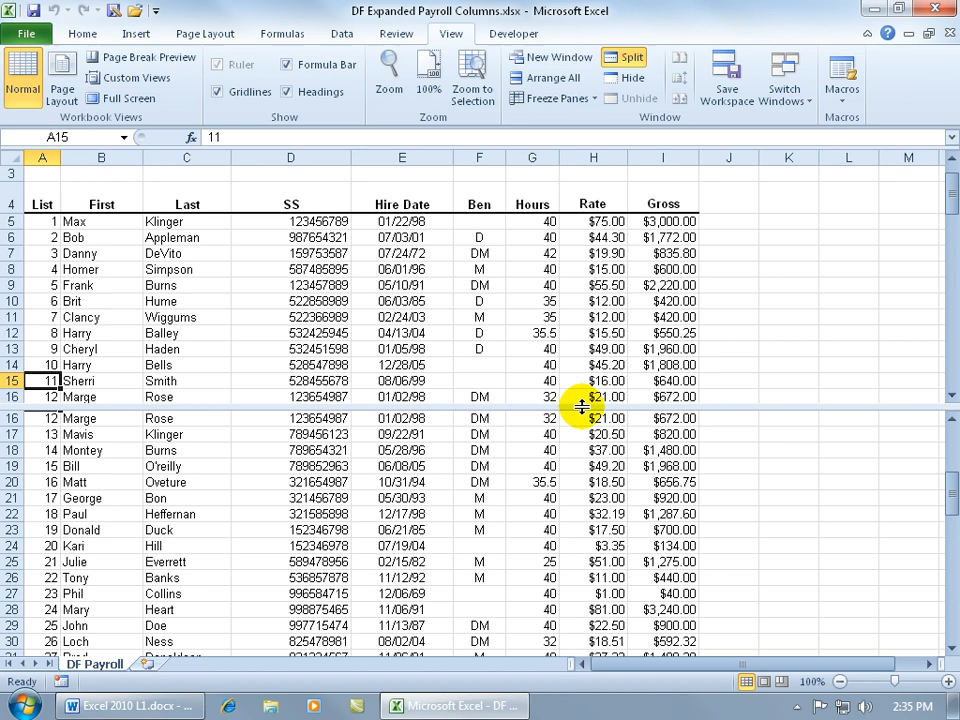 DF Expanded Payroll Columns.xlsx - Microsoft Excel
File Home Insert Page Layout Formulas Data Review View Developer
Normal Page Layout Page Break Preview Custom Views Full Screen
Workbook Views
Ruler Formula Bar Gridlines Headings
Show
Zoom 100% Zoom to Selection
Zoom
New Window Arrange All Freeze Panes Split Hide Unhide Save Workspace Switch Windows
Window
Macros
Macros
A15 fx 11
A B C D E F G H I J K L M
3
4 List First Last SS Hire Date Ben Hours Rate Gross
5 1 Max Klinger 123456789 01/22/98 40 $75.00 $3,000.00
6 2 Bob Appleman 987654321 07/03/01 D 40 $44.30 $1,772.00
7 3 Danny DeVito 159753587 07/24/72 DM 42 $19.90 $835.80
8 4 Homer Simpson 587485895 06/01/96 M 40 $15.00 $600.00
9 5 Frank Burns 123457889 05/10/91 DM 40 $55.50 $2,220.00
10 6 Brit Hume 522858989 06/03/85 D 35 $12.00 $420.00
11 7 Clancy Wiggums 522366989 02/24/03 M 35 $12.00 $420.00
12 8 Harry Balley 532425945 04/13/04 D 35.5 $15.50 $550.25
13 9 Cheryl Haden 532451598 01/05/98 D 40 $49.00 $1,960.00
14 10 Harry Bells 528547898 12/28/05 40 $45.20 $1,808.00
15 11 Sherri Smith 528455678 08/06/99 40 $16.00 $640.00
16 12 Marge Rose 123654987 01/02/98 DM 32 $21.00 $672.00
16 12 Marge Rose 123654987 01/02/98 DM 32 $21.00 $672.00
17 13 Mavis Klinger 789456123 09/22/91 DM 40 $20.50 $820.00
18 14 Montey Burns 789654321 05/28/96 DM 40 $37.00 $1,480.00
19 15 Bill O'reilly 789852963 06/08/05 DM 40 $49.20 $1,968.00
20 16 Matt Oveture 321654987 10/31/94 DM 35.5 $18.50 $656.75
21 17 George Bon 321456789 05/30/93 M 40 $23.00 $920.00
22 18 Paul Heffernan 321585898 12/17/98 M 40 $32.19 $1,287.60
23 19 Donald Duck 152346798 06/21/85 M 40 $17.50 $700.00
24 20 Kari Hill 152346978 07/19/04 40 $3.35 $134.00
25 21 Julie Everrett 589478956 02/15/82 M 25 $51.00 $1,275.00
26 22 Tony Banks 536857878 11/12/92 M 40 $11.00 $440.00
27 23 Phil Collins 996584715 12/06/69 40 $1.00 $40.00
28 24 Mary Heart 998875465 11/06/91 40 $81.00 $3,240.00
29 25 John Doe 997715474 11/13/87 DM 40 $22.50 $900.00
30 26 Loch Ness 825478981 08/02/04 DM 32 $18.51 $592.32
DF Payroll
Ready 100%
Excel 2010 L1.docx - ... Microsoft Excel - DF ... 2:35 PM